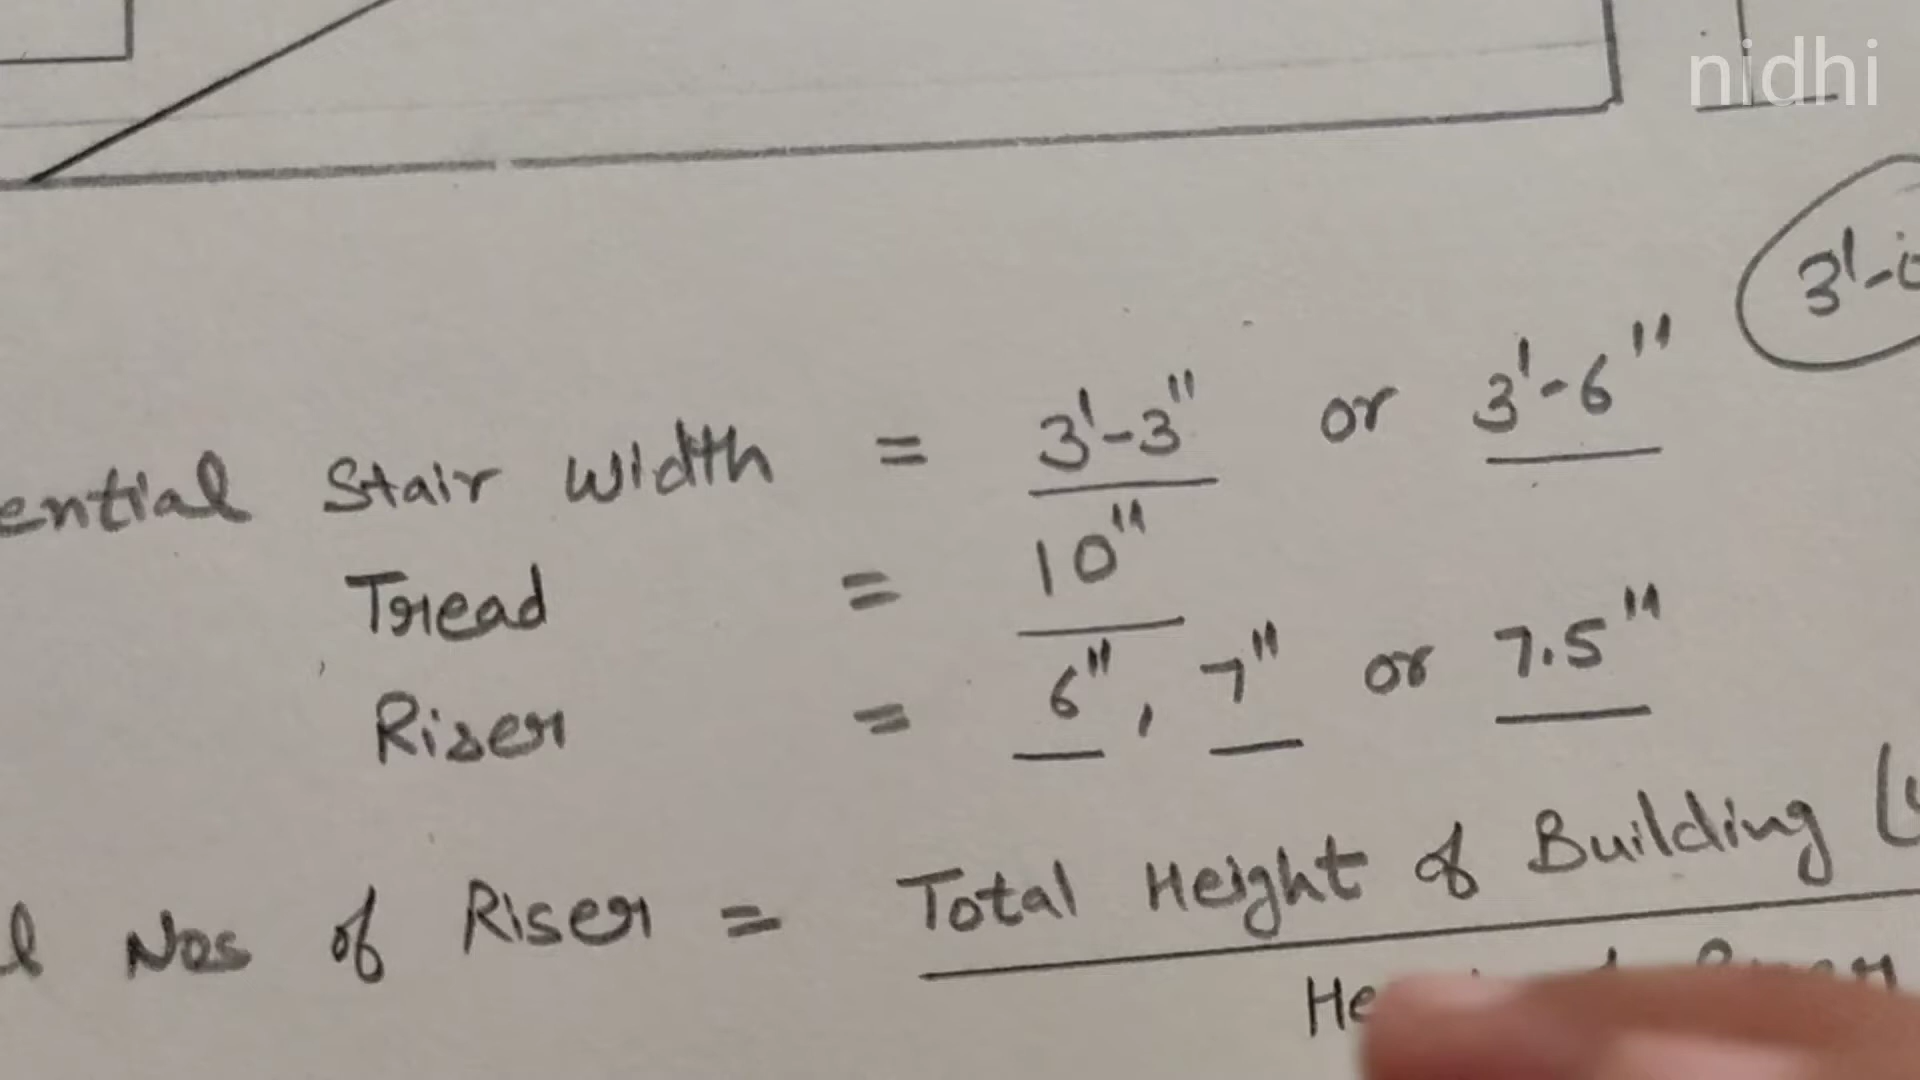 nidhi
3'-
ential Stair Width = 3'-3" or 3'-6"
Tread = 10"
Riser = 6", 7" or 7.5"
l Nos of Riser = Total Height of Building (